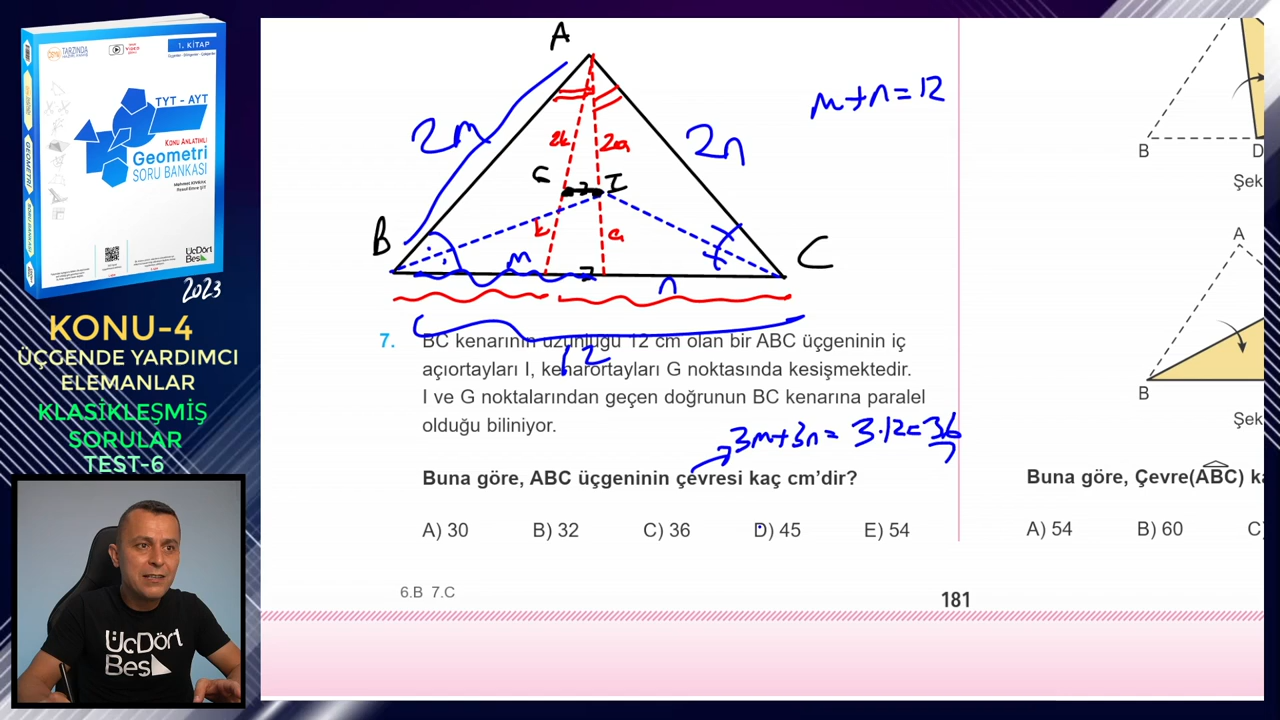 TARZINDA
1. KİTAP
TYT - AYT
KONU ANLATIMLI
Geometri
SORU BANKASI
ÜçDört
Beş
2023
KONU-4
ÜÇGENDE YARDIMCI
ELEMANLAR
KLASİKLEŞMİŞ
SORULAR
TEST-6
ÜçDört
Beş
A
2m
2n
m+n=12
2k
2a
G
I
B
k
a
C
m
n
12
7. BC kenarının uzunluğu 12 cm olan bir ABC üçgeninin iç
açıortayları I, kenarortayları G noktasında kesişmektedir.
I ve G noktalarından geçen doğrunun BC kenarına paralel
olduğu biliniyor.
3m+3n= 3·12=36
Buna göre, ABC üçgeninin çevresi kaç cm'dir?
A) 30 B) 32 C) 36 D) 45 E) 54
6.B 7.C
181
B D
Şek
A
B
Şek
Buna göre, Çevre(ABC) ka
A) 54 B) 60 C)